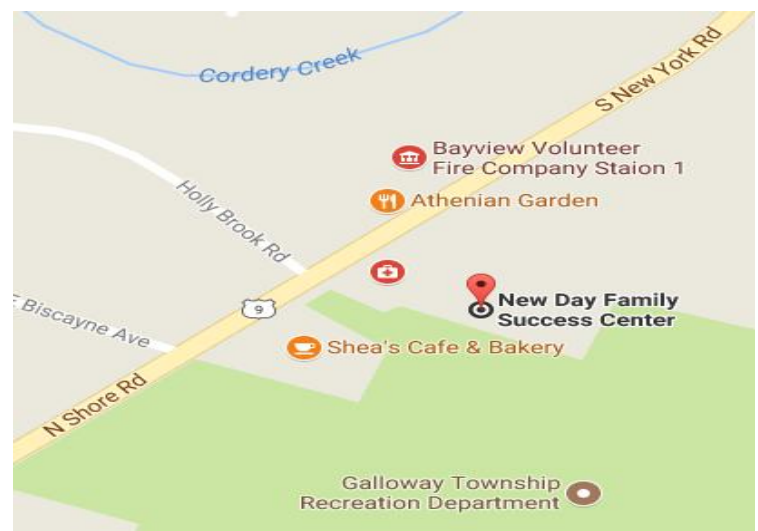 Cordery Creek
S New York Rd
Bayview Volunteer
Fire Company Staion 1
Athenian Garden
Holly Brook Rd
New Day Family
Success Center
9
E Biscayne Ave
Shea's Cafe & Bakery
N Shore Rd
Galloway Township
Recreation Department